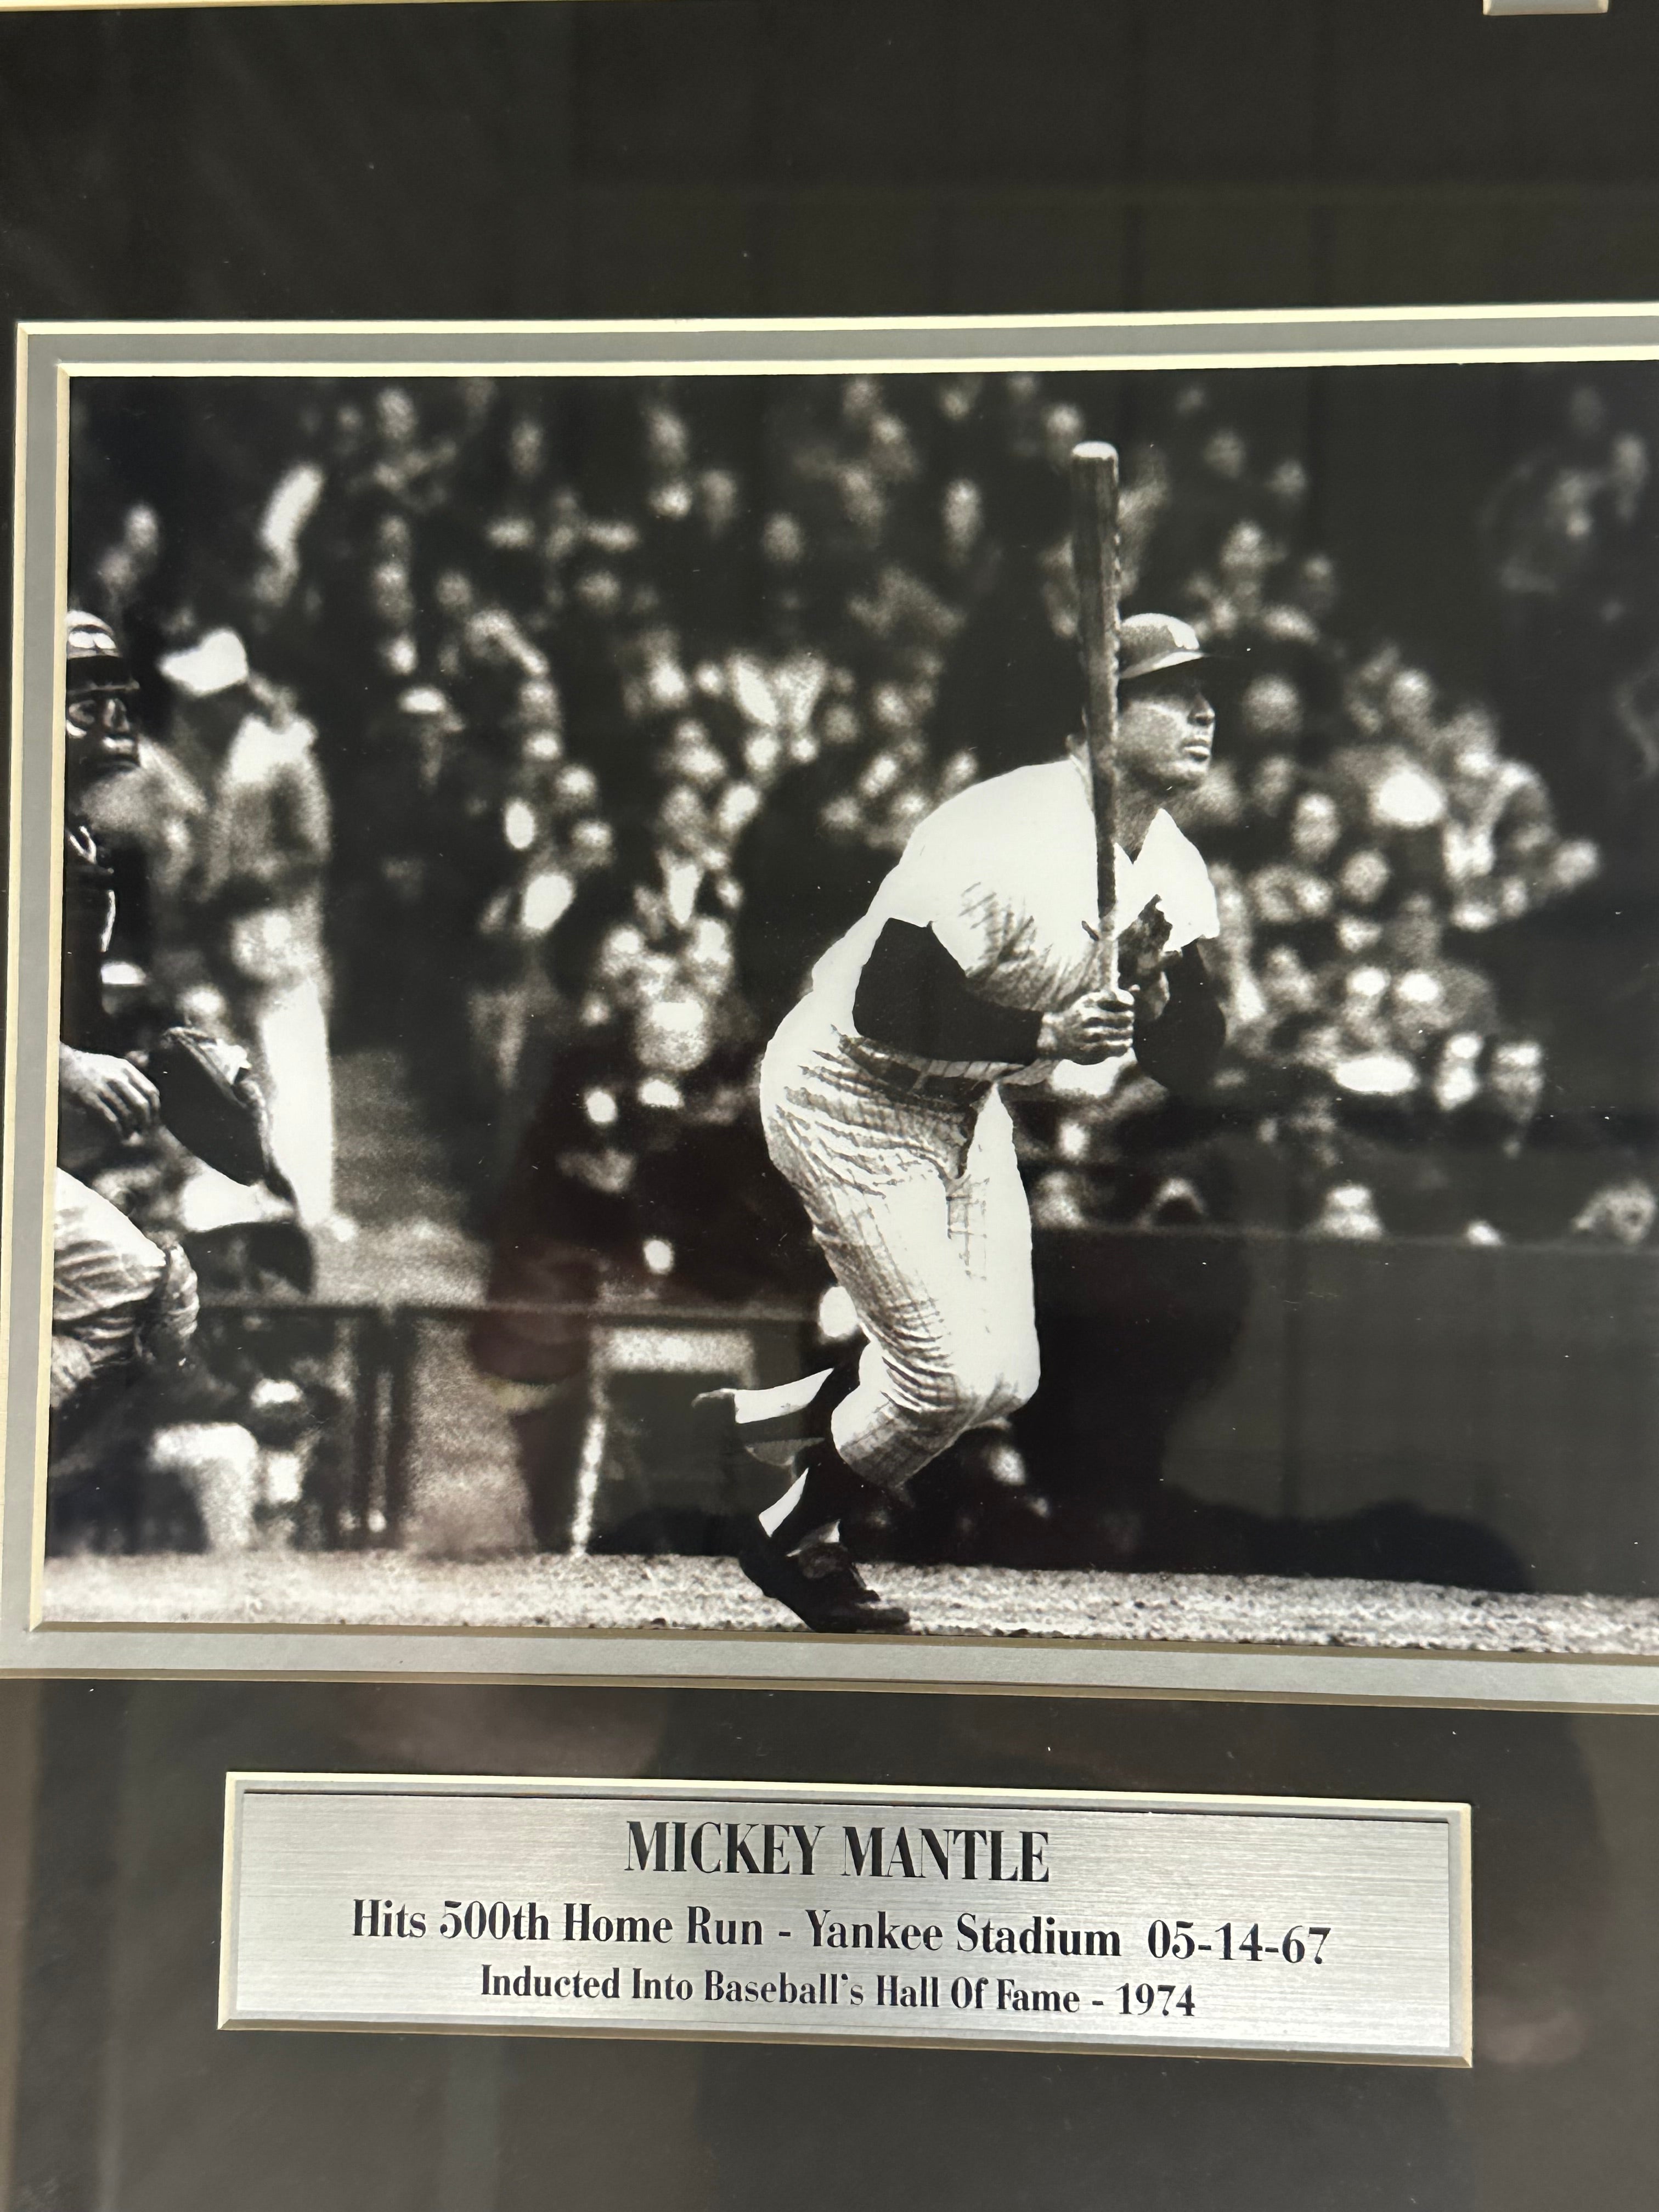 MICKEY MANTLE
Hits 500th Home Run - Yankee Stadium 05-14-67
Inducted Into Baseball's Hall Of Fame - 1974